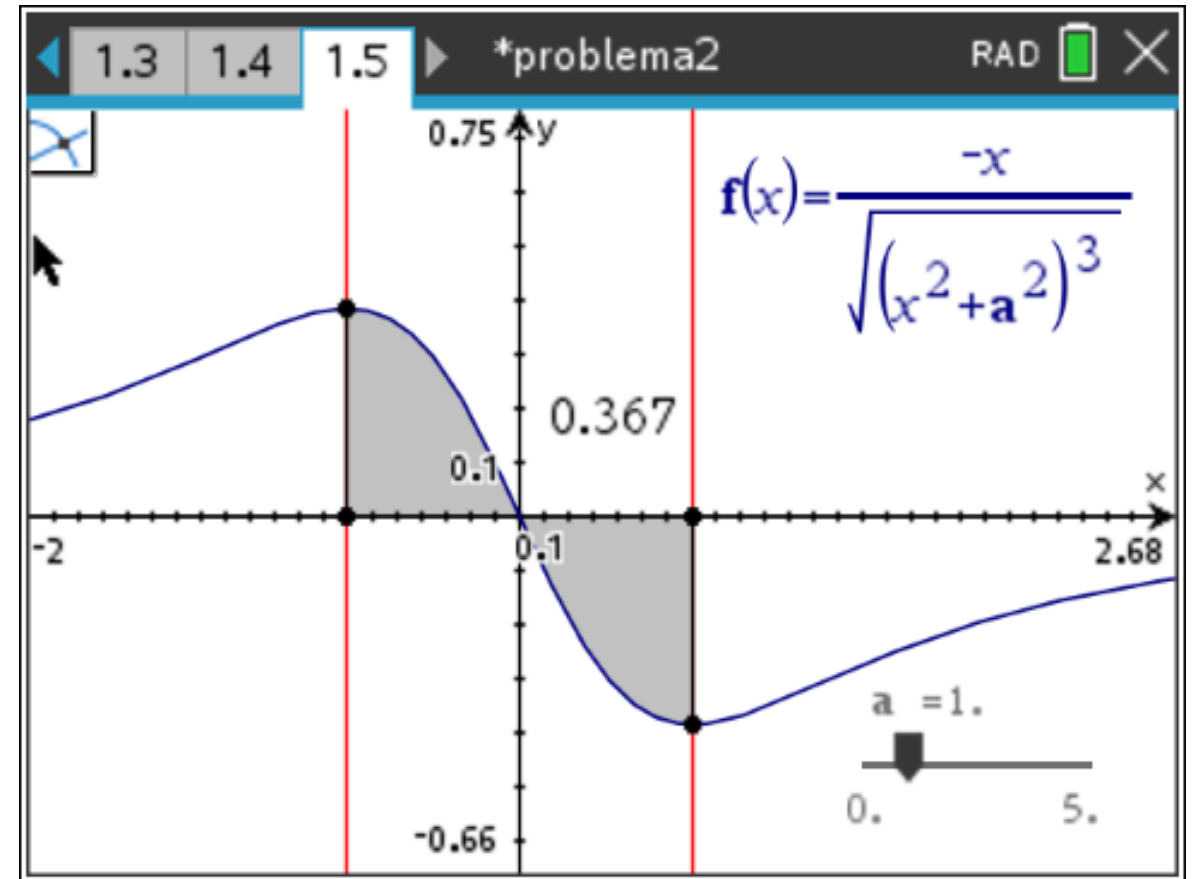 1.3 1.4 1.5 *problema2 RAD
0.75 y
f(x)=-x/√((x²+a²)³)
0.367
0.1
x
-2 0.1 2.68
a =1.
0. 5.
-0.66